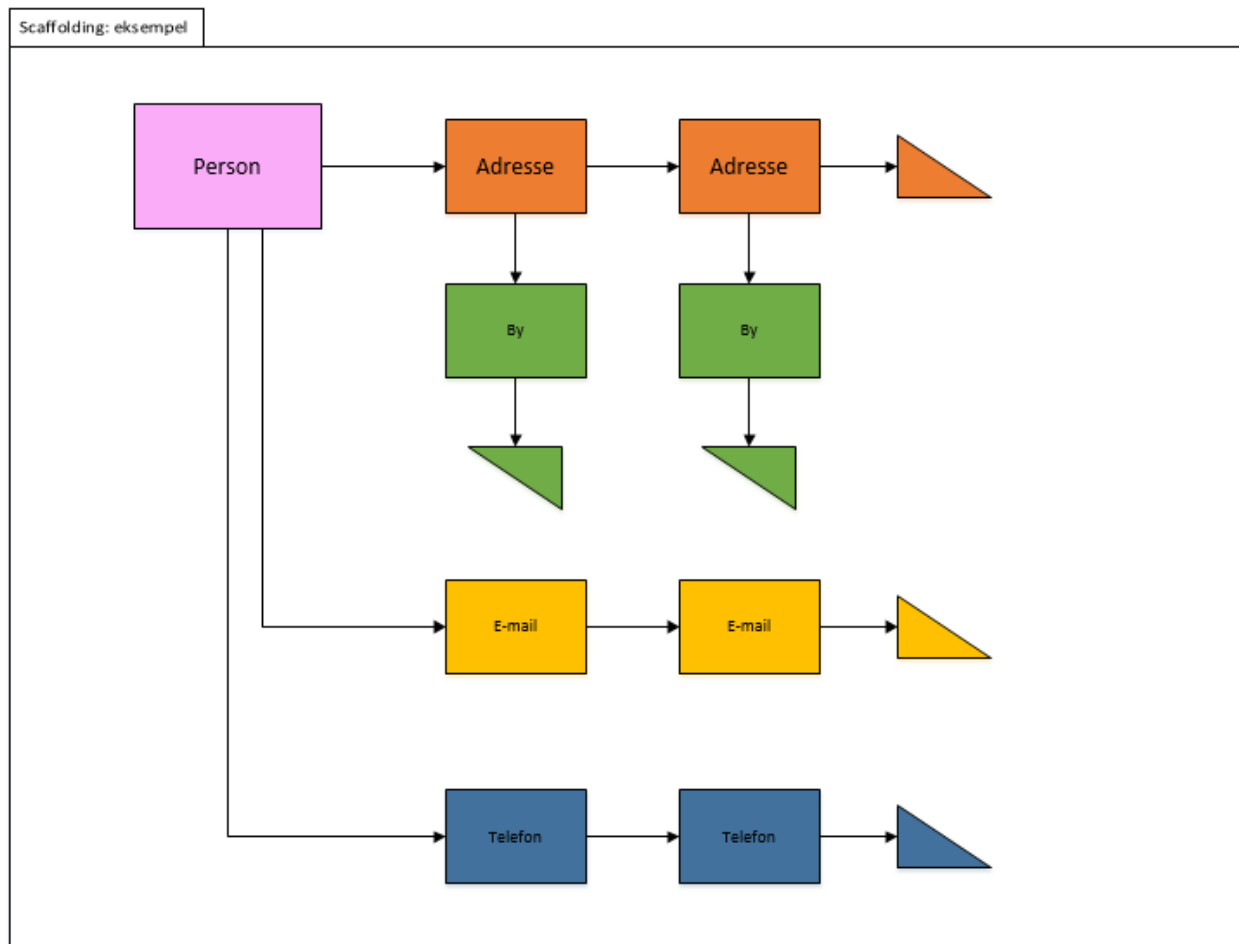 Scaffolding: eksempel
Person
Adresse
Adresse
By
By
E-mail
E-mail
Telefon
Telefon